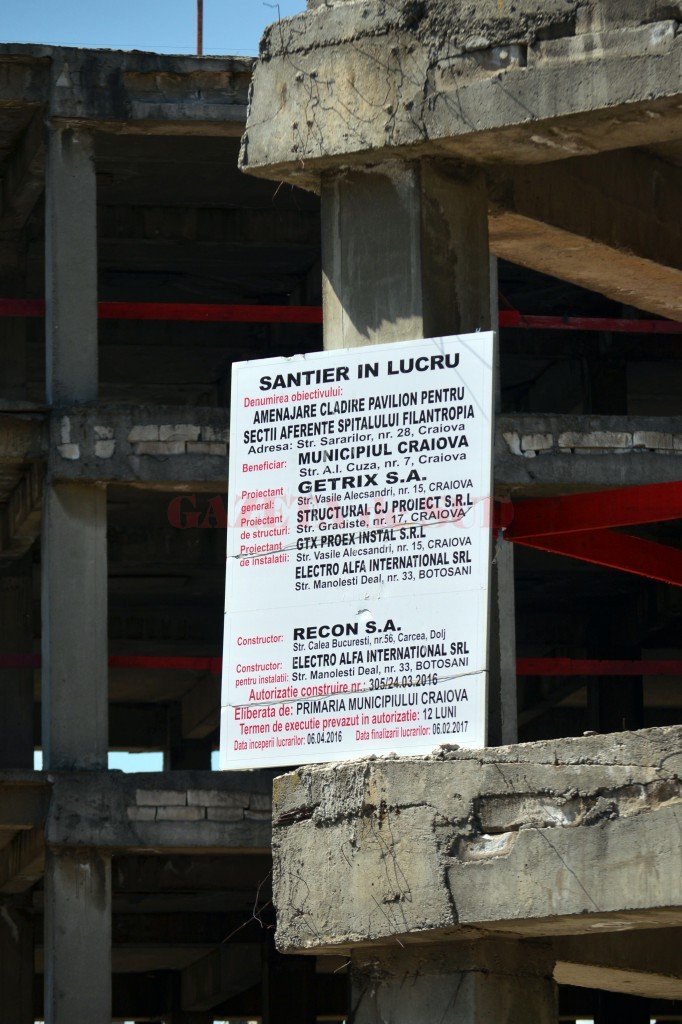 SANTIER IN LUCRU
Denumirea obiectivului:
AMENAJARE CLADIRE PAVILION PENTRU
SECTII AFERENTE SPITALULUI FILANTROPIA
Adresa: Str. Sararilor, nr. 28, Craiova
Beneficiar: MUNICIPIUL CRAIOVA
Str. A.I. Cuza, nr. 7, Craiova
Proiectant general: GETRIX S.A.
Str. Vasile Alecsandri, nr. 15, CRAIOVA
Proiectant de structuri: STRUCTURAL CJ PROIECT S.R.L
Str. Gradiste, nr. 17, CRAIOVA
Proiectant de instalatii: GTX PROEX INSTAL S.R.L
Str. Vasile Alecsandri, nr. 15, CRAIOVA
ELECTRO ALFA INTERNATIONAL SRL
Str. Manolesti Deal, nr. 33, BOTOSANI
Constructor: RECON S.A.
Str. Calea Bucuresti, nr.56, Carcea, Dolj
Constructor: ELECTRO ALFA INTERNATIONAL SRL
pentru instalatii: Str. Manolesti Deal, nr. 33, BOTOSANI
Autorizatie construire nr.: 305/24.03.2016
Eliberata de: PRIMARIA MUNICIPIULUI CRAIOVA
Termen de executie prevazut in autorizatie: 12 LUNI
Data inceperii lucrarilor: 06.04.2016 Data finalizarii lucrarilor: 06.02.2017